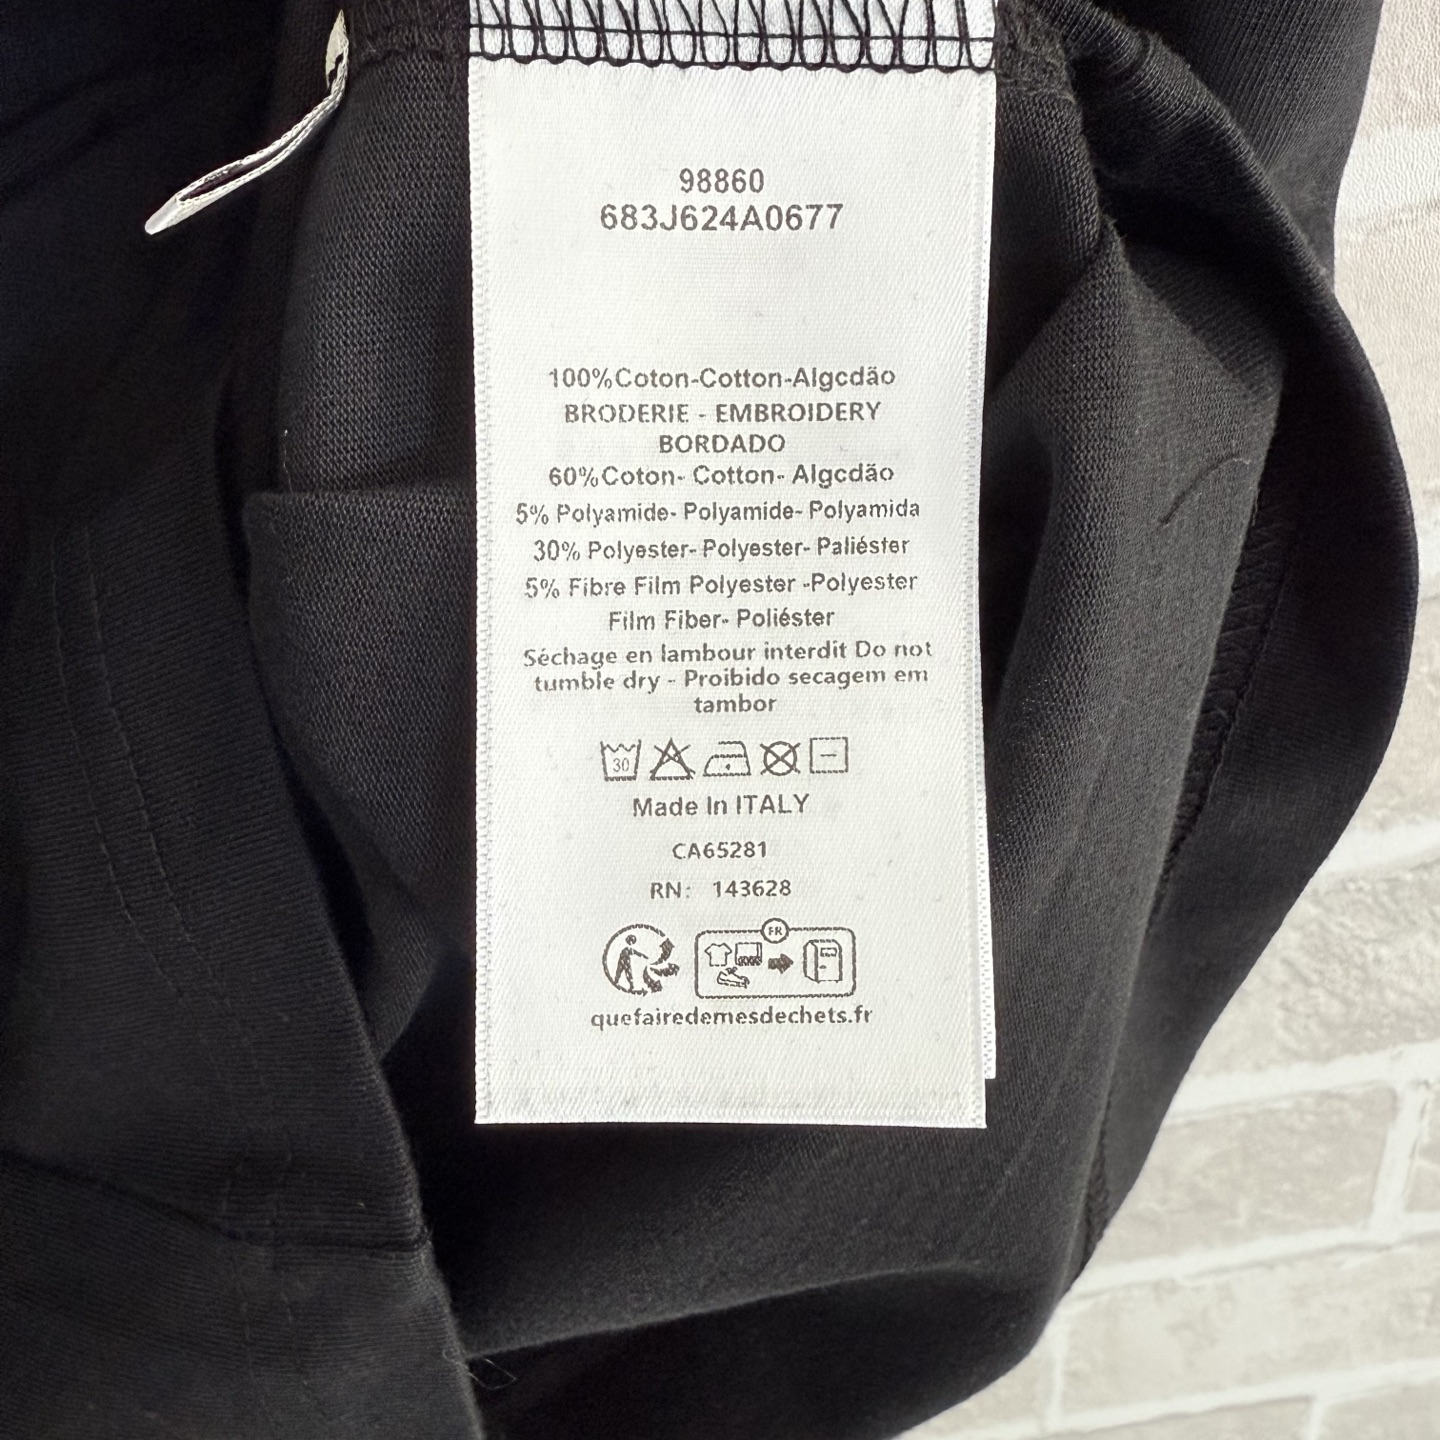 98860
683J624A0677
100%Coton-Cotton-Algcdão
BRODERIE - EMBROIDERY
BORDADO
60%Coton- Cotton- Algcdão
5% Polyamide- Polyamide- Polyamida
30% Polyester- Polyester- Paliéster
5% Fibre Film Polyester -Polyester
Film Fiber- Poliéster
Séchage en lambour interdit Do not
tumble dry - Proibido secagem em
tambor
30
Made In ITALY
CA65281
RN: 143628
FR
quefairedemesdechets.fr